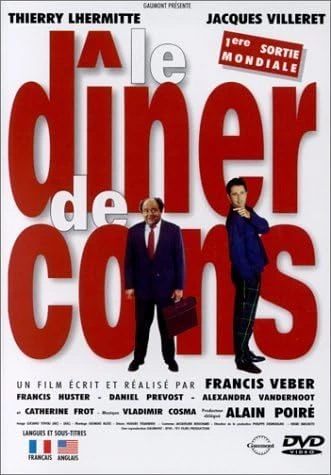 GAUMONT PRÉSENTE
THIERRY LHERMITTE JACQUES VILLERET
1ere SORTIE
MONDIALE
le
dîner
de
cons
UN FILM ÉCRIT ET RÉALISÉ PAR FRANCIS VEBER
FRANCIS HUSTER - DANIEL PREVOST - ALEXANDRA VANDERNOOT
et CATHERINE FROT - Musique VLADIMIR COSMA Producteur délégué ALAIN POIRÉ
LANGUES ET SOUS-TITRES
FRANÇAIS ANGLAIS
Gaumont
DVD
VIDEO